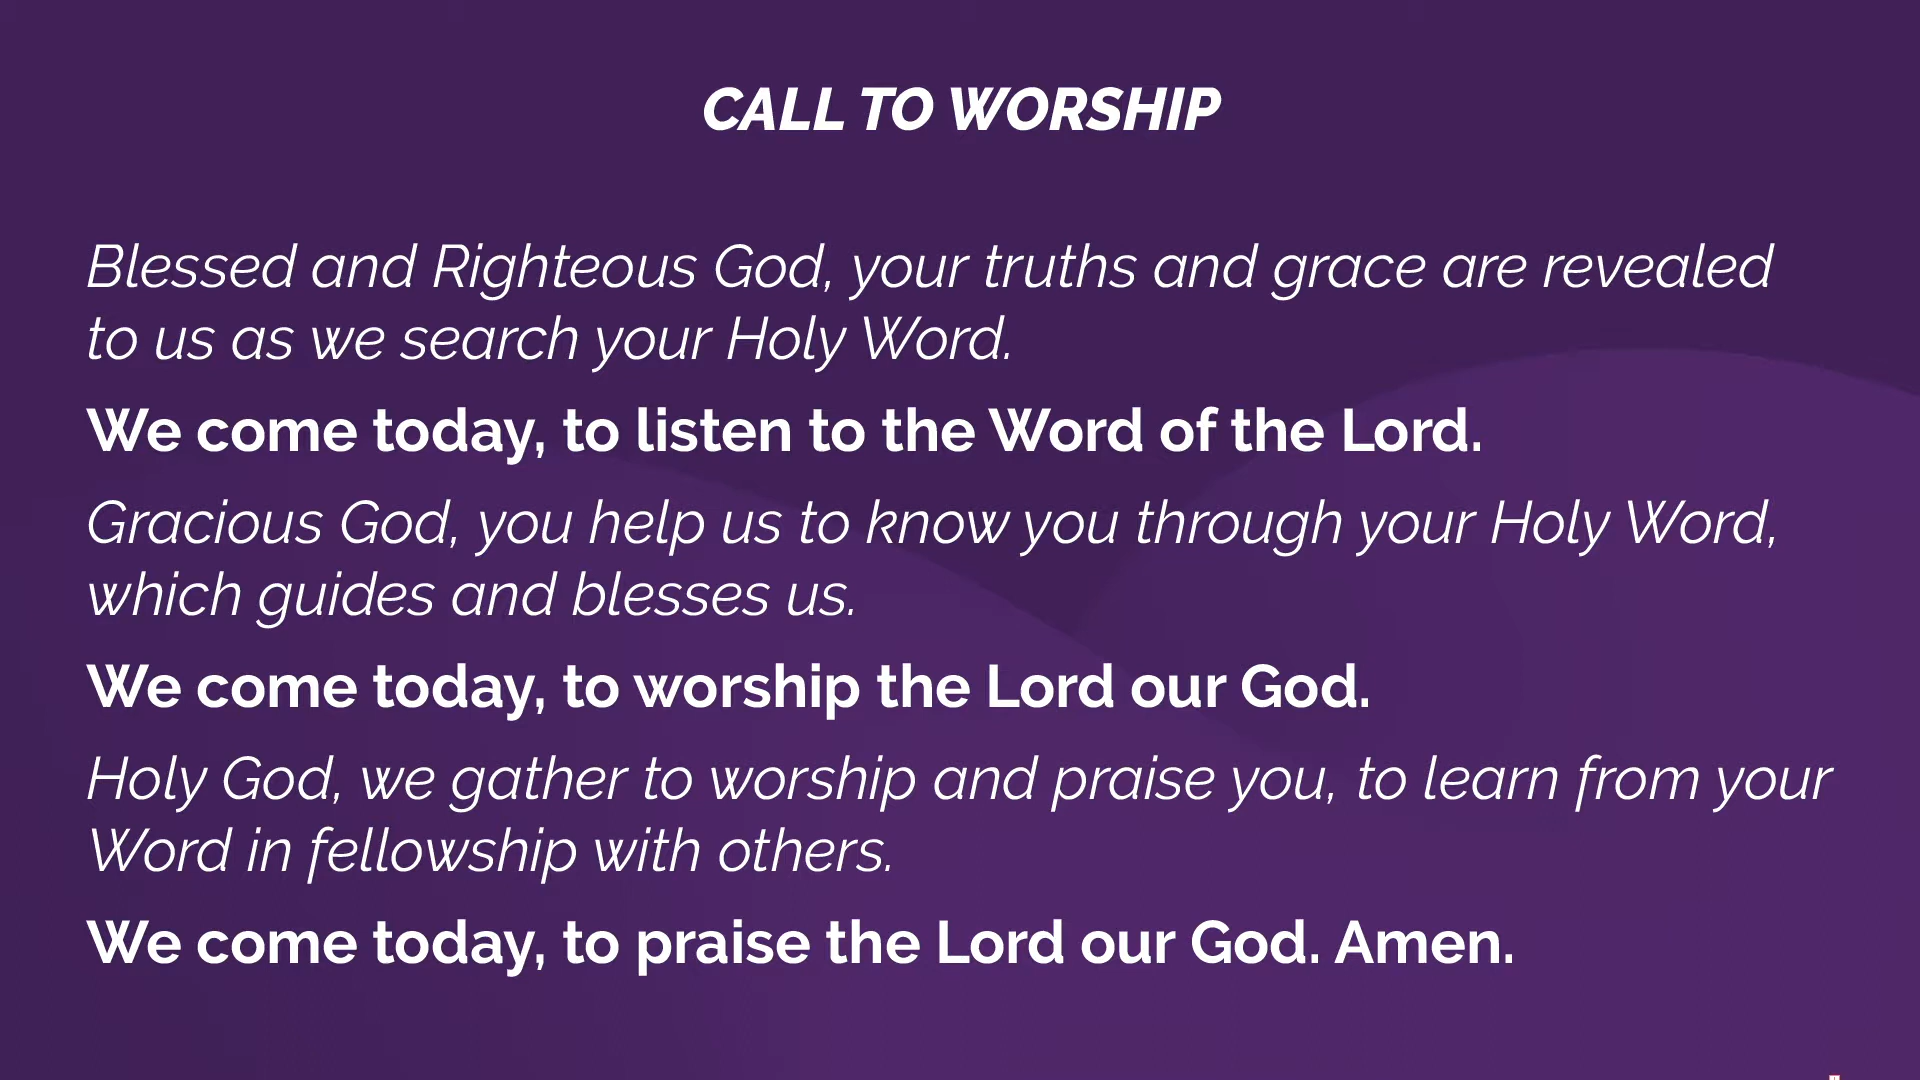 CALL TO WORSHIP
Blessed and Righteous God, your truths and grace are revealed
to us as we search your Holy Word.
We come today, to listen to the Word of the Lord.
Gracious God, you help us to know you through your Holy Word,
which guides and blesses us.
We come today, to worship the Lord our God.
Holy God, we gather to worship and praise you, to learn from your
Word in fellowship with others.
We come today, to praise the Lord our God. Amen.